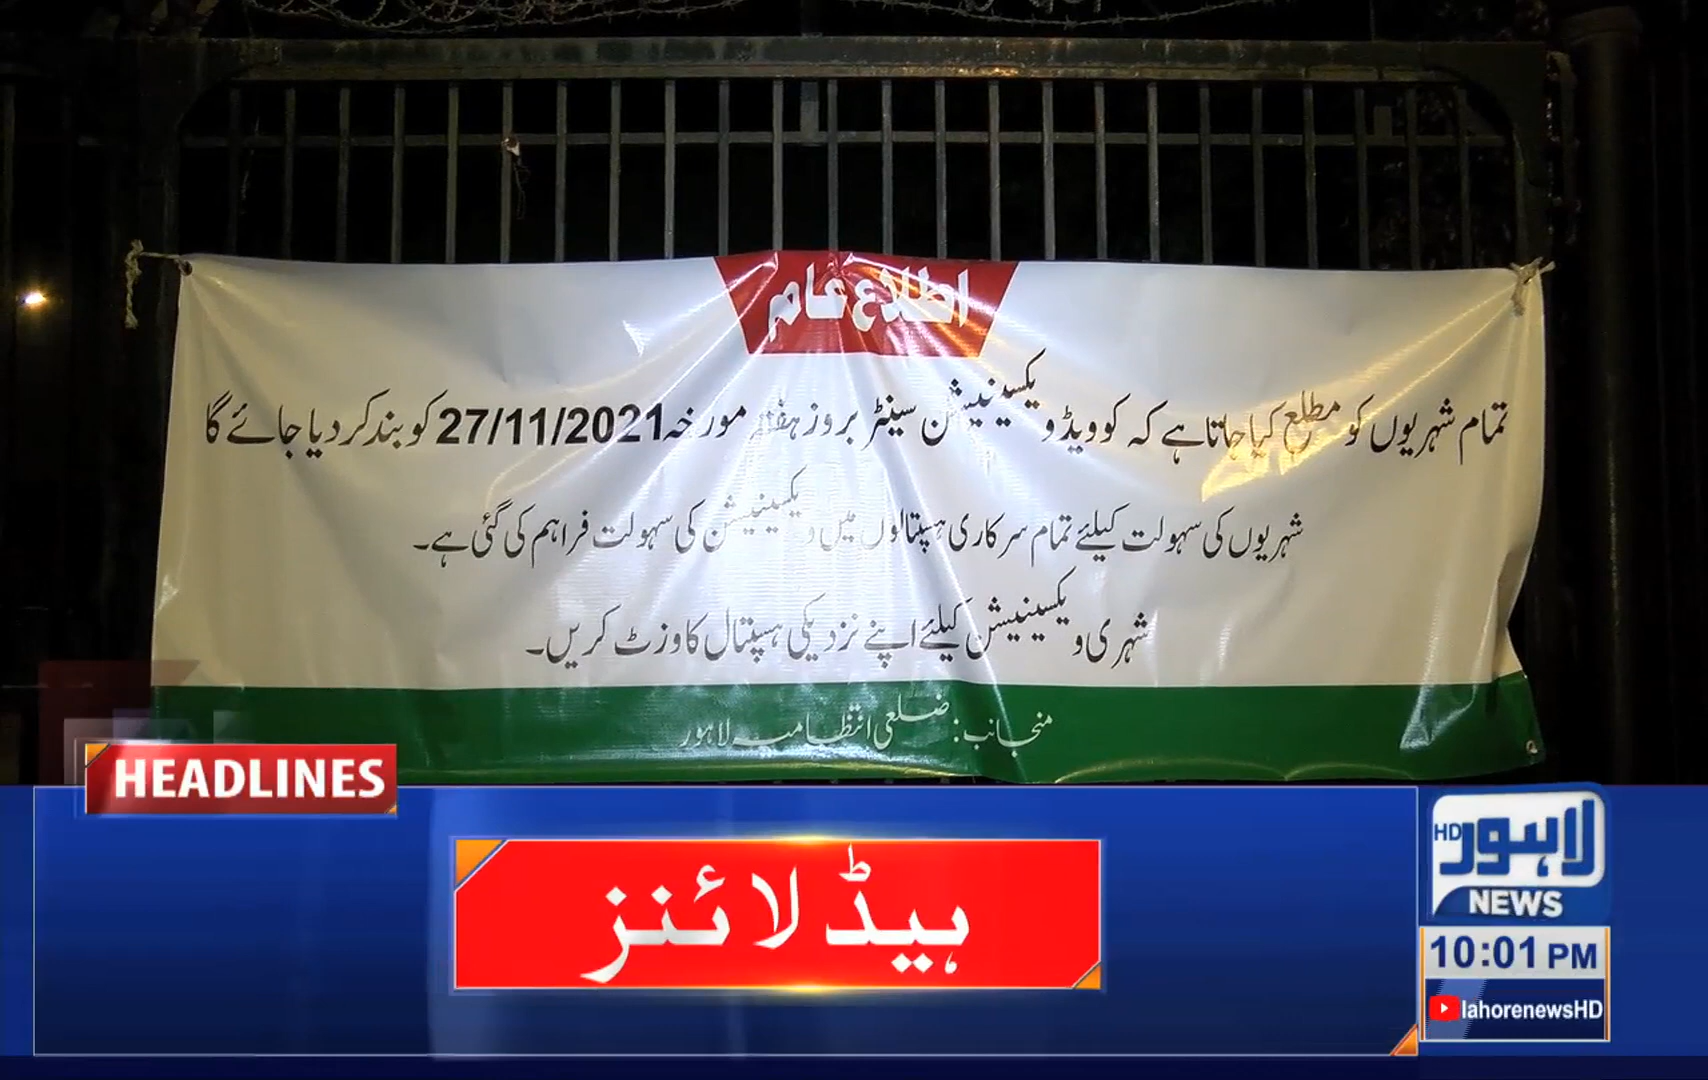 اطلاع عام
تمام شہریوں کو مطلع کیا جاتا ہے کہ کوویڈ ویکسینیشن سینٹر بروز ہفتہ مورخہ 27/11/2021 کو بند کر دیا جائے گا
شہریوں کی سہولت کیلئے تمام سرکاری ہسپتالوں میں ویکسینیشن کی سہولت فراہم کی گئی ہے۔
شہری ویکسینیشن کیلئے اپنے نزدیکی ہسپتال کا وزٹ کریں۔
منجانب: ضلعی انتظامیہ لاہور
HEADLINES
ہیڈ لائنز
لاہور HD
NEWS
10:01 PM
lahorenewsHD